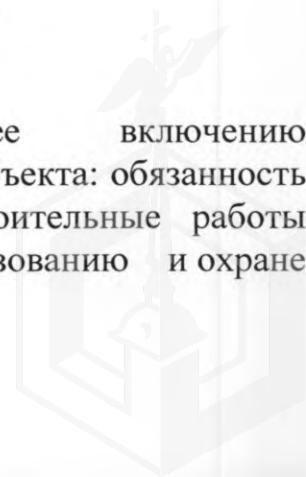 ее включению
ъекта: обязанность
оительные работы
зованию и охране